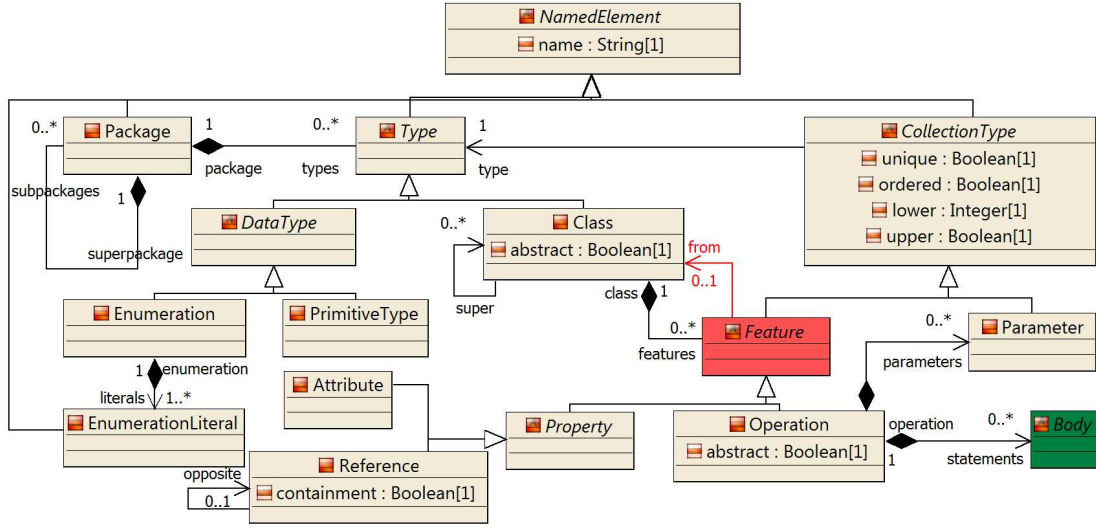 NamedElement
name : String[1]
0..*
Package
1
package
0..*
types
Type
1
type
CollectionType
unique : Boolean[1]
ordered : Boolean[1]
lower : Integer[1]
upper : Boolean[1]
subpackages
1
superpackage
DataType
0..*
Class
abstract : Boolean[1]
super
from
0..1
class
1
0..*
features
Enumeration
PrimitiveType
Feature
0..*
Parameter
parameters
1
enumeration
literals
1..*
Attribute
EnumerationLiteral
Property
Operation
abstract : Boolean[1]
operation
1
0..*
statements
Body
opposite
0..1
Reference
containment : Boolean[1]